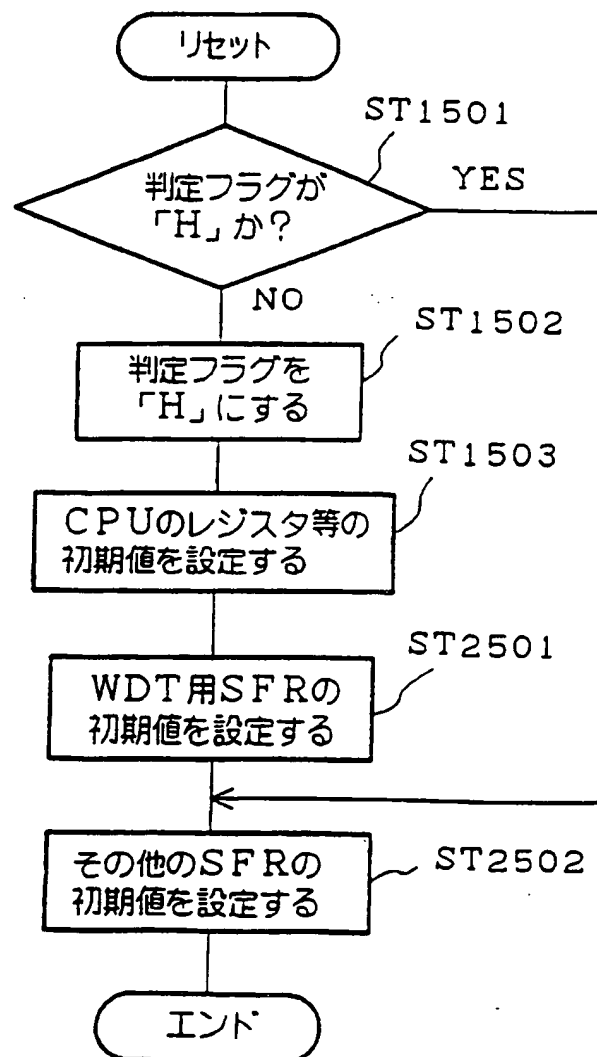 リセット
ST1501
判定フラグが
「H」か?
YES
NO
ST1502
判定フラグを
「H」にする
ST1503
CPUのレジスタ等の
初期値を設定する
ST2501
WDT用SFRの
初期値を設定する
その他のSFRの
初期値を設定する
ST2502
エンド